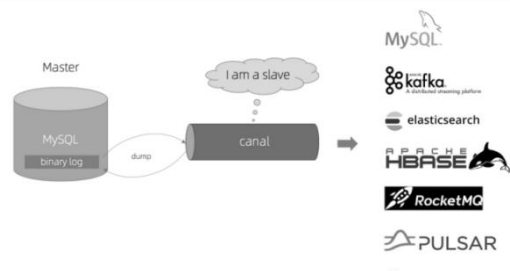 Master
MySQL
binary log
dump
I am a slave
canal
MySQL
kafka
A distributed streaming platform
elasticsearch
APACHE
HBASE
RocketMQ
PULSAR